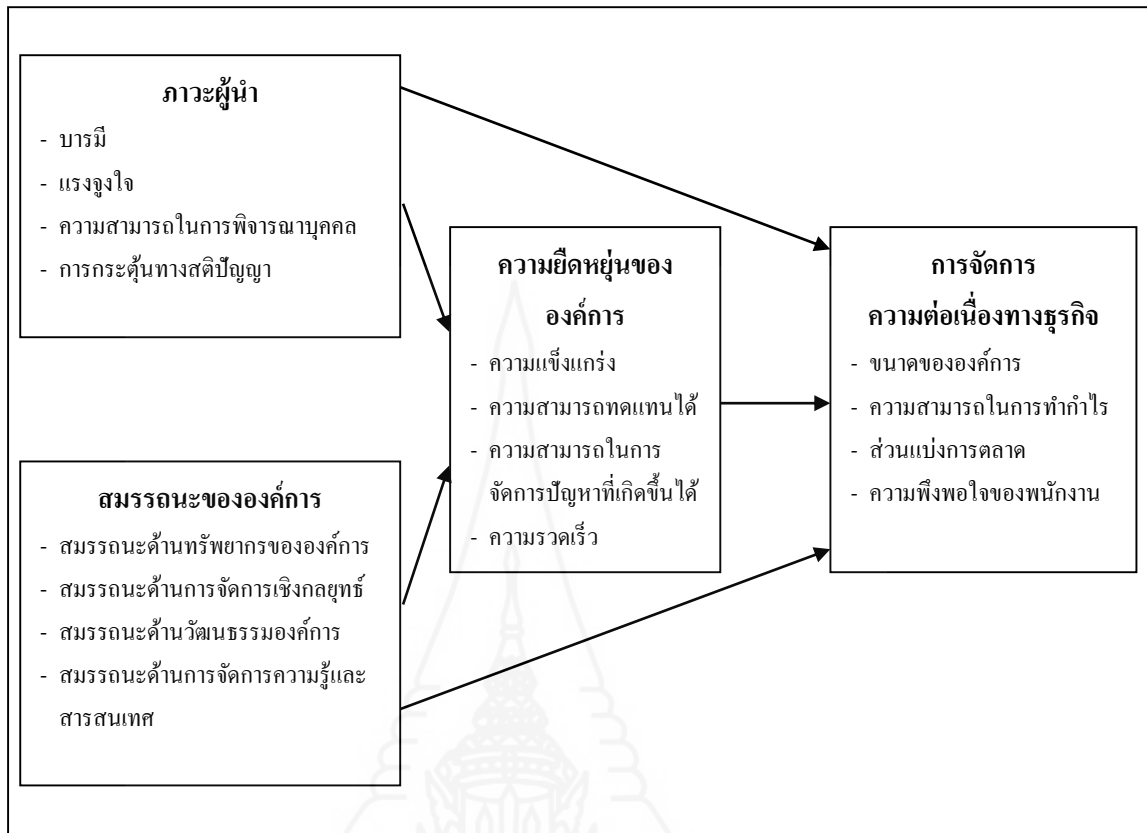 ภาวะผู้นำ
- บารมี
- แรงจูงใจ
- ความสามารถในการพิจารณาบุคคล
- การกระตุ้นทางสติปัญญา
สมรรถนะขององค์การ
- สมรรถนะด้านทรัพยากรขององค์การ
- สมรรถนะด้านการจัดการเชิงกลยุทธ์
- สมรรถนะด้านวัฒนธรรมองค์การ
- สมรรถนะด้านการจัดการความรู้และ
สารสนเทศ
ความยืดหยุ่นของ
องค์การ
- ความแข็งแกร่ง
- ความสามารถทดแทนได้
- ความสามารถในการ
จัดการปัญหาที่เกิดขึ้นได้
- ความรวดเร็ว
การจัดการ
ความต่อเนื่องทางธุรกิจ
- ขนาดขององค์การ
- ความสามารถในการทำกำไร
- ส่วนแบ่งการตลาด
- ความพึงพอใจของพนักงาน